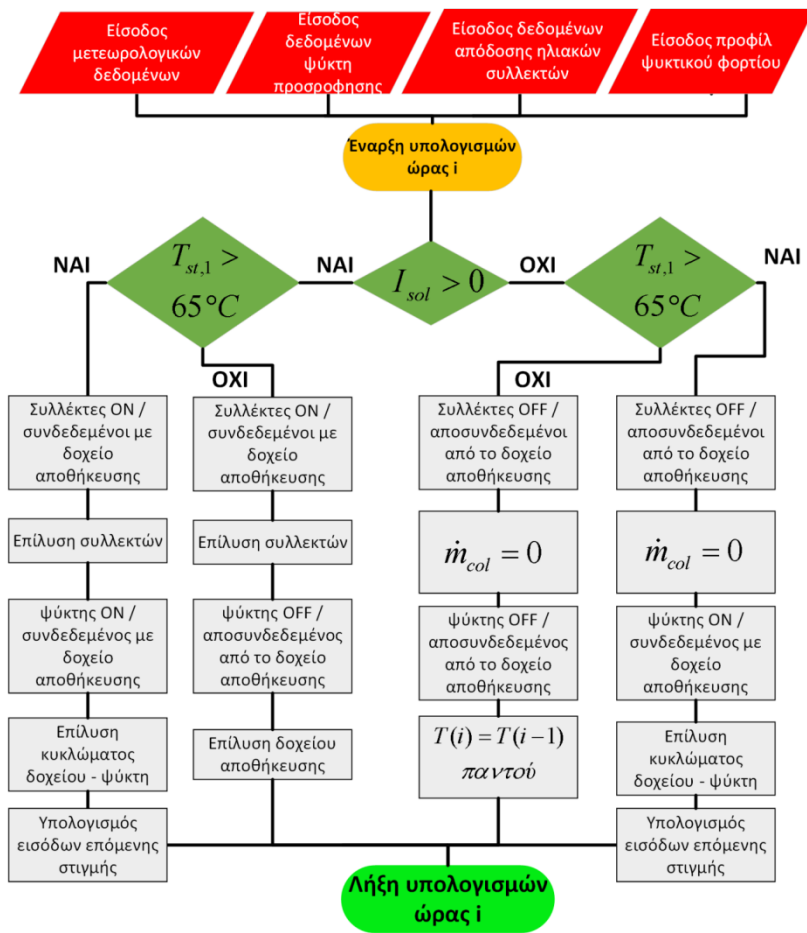 Είσοδος
μετεωρολογικών
δεδομένων
Είσοδος
δεδομένων
ψύκτη
προσροφησης
Είσοδος δεδομένων
απόδοσης ηλιακών
συλλεκτών
Είσοδος προφίλ
ψυκτικού φορτίου
Έναρξη υπολογισμών
ώρας i
T_{st,1} >
65°C
I_{sol} > 0
T_{st,1} >
65°C
ΝΑΙ
ΝΑΙ
ΟΧΙ
ΝΑΙ
ΟΧΙ
ΟΧΙ
Συλλέκτες ON /
συνδεδεμένοι με
δοχείο
αποθήκευσης
Επίλυση συλλεκτών
ψύκτης ON /
συνδεδεμένος με
δοχείο
αποθήκευσης
Επίλυση
κυκλώματος
δοχείου - ψύκτη
Υπολογισμός
εισόδων επόμενης
στιγμής
Συλλέκτες ON /
συνδεδεμένοι με
δοχείο
αποθήκευσης
Επίλυση συλλεκτών
ψύκτης OFF /
αποσυνδεδεμένος
από το δοχείο
αποθήκευσης
Επίλυση δοχείου
αποθήκευσης
Συλλέκτες OFF /
αποσυνδεδεμένοι
από το δοχείο
αποθήκευσης
ṁ_{col} = 0
ψύκτης OFF /
αποσυνδεδεμένος
από το δοχείο
αποθήκευσης
T(i) = T(i−1)
παντού
Συλλέκτες OFF /
αποσυνδεδεμένοι
από το δοχείο
αποθήκευσης
ṁ_{col} = 0
ψύκτης ON /
συνδεδεμένος με
δοχείο
αποθήκευσης
Επίλυση
κυκλώματος
δοχείου - ψύκτη
Υπολογισμός
εισόδων επόμενης
στιγμής
Λήξη υπολογισμών
ώρας i